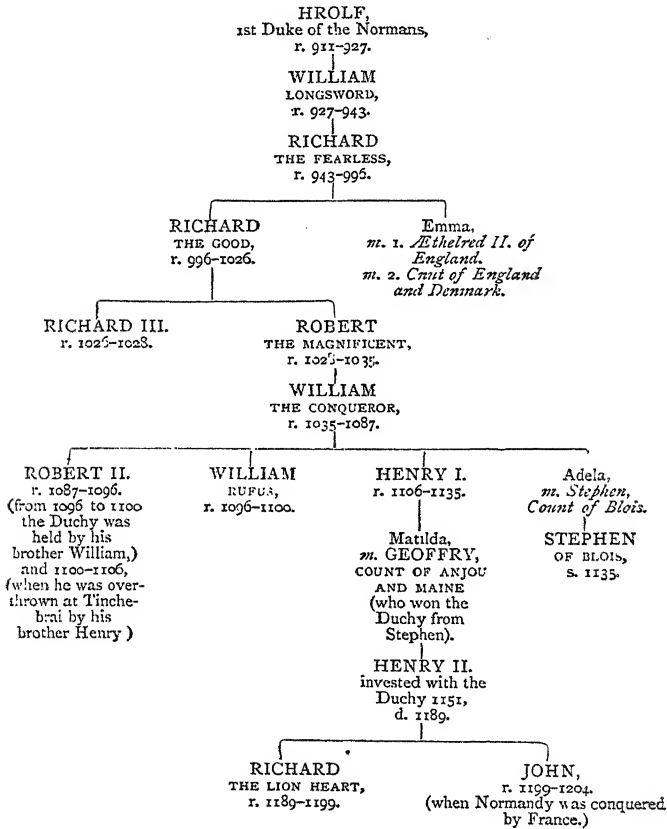 HROLF,
1st Duke of the Normans,
r. 911-927.
WILLIAM
LONGSWORD,
r. 927-943.
RICHARD
THE FEARLESS,
r. 943-996.
RICHARD
THE GOOD,
r. 996-1026.
Emma,
m. 1. Æthelred II. of
England.
m. 2. Cnut of England
and Denmark.
RICHARD III.
r. 1026-1028.
ROBERT
THE MAGNIFICENT,
r. 1028-1035.
WILLIAM
THE CONQUEROR,
r. 1035-1087.
ROBERT II.
r. 1087-1096.
(from 1096 to 1100
the Duchy was
held by his
brother William,)
and 1100-1106,
(when he was over-
thrown at Tinche-
brai by his
brother Henry )
WILLIAM
RUFUS,
r. 1096-1100.
HENRY I.
r. 1106-1135.
Matilda,
m. GEOFFRY,
COUNT OF ANJOU
AND MAINE
(who won the
Duchy from
Stephen).
HENRY II.
invested with the
Duchy 1151,
d. 1189.
Adela,
m. Stephen,
Count of Blois.
STEPHEN
OF BLOIS,
s. 1135.
RICHARD
THE LION HEART,
r. 1189-1199.
JOHN,
r. 1199-1204.
(when Normandy was conquered
by France.)